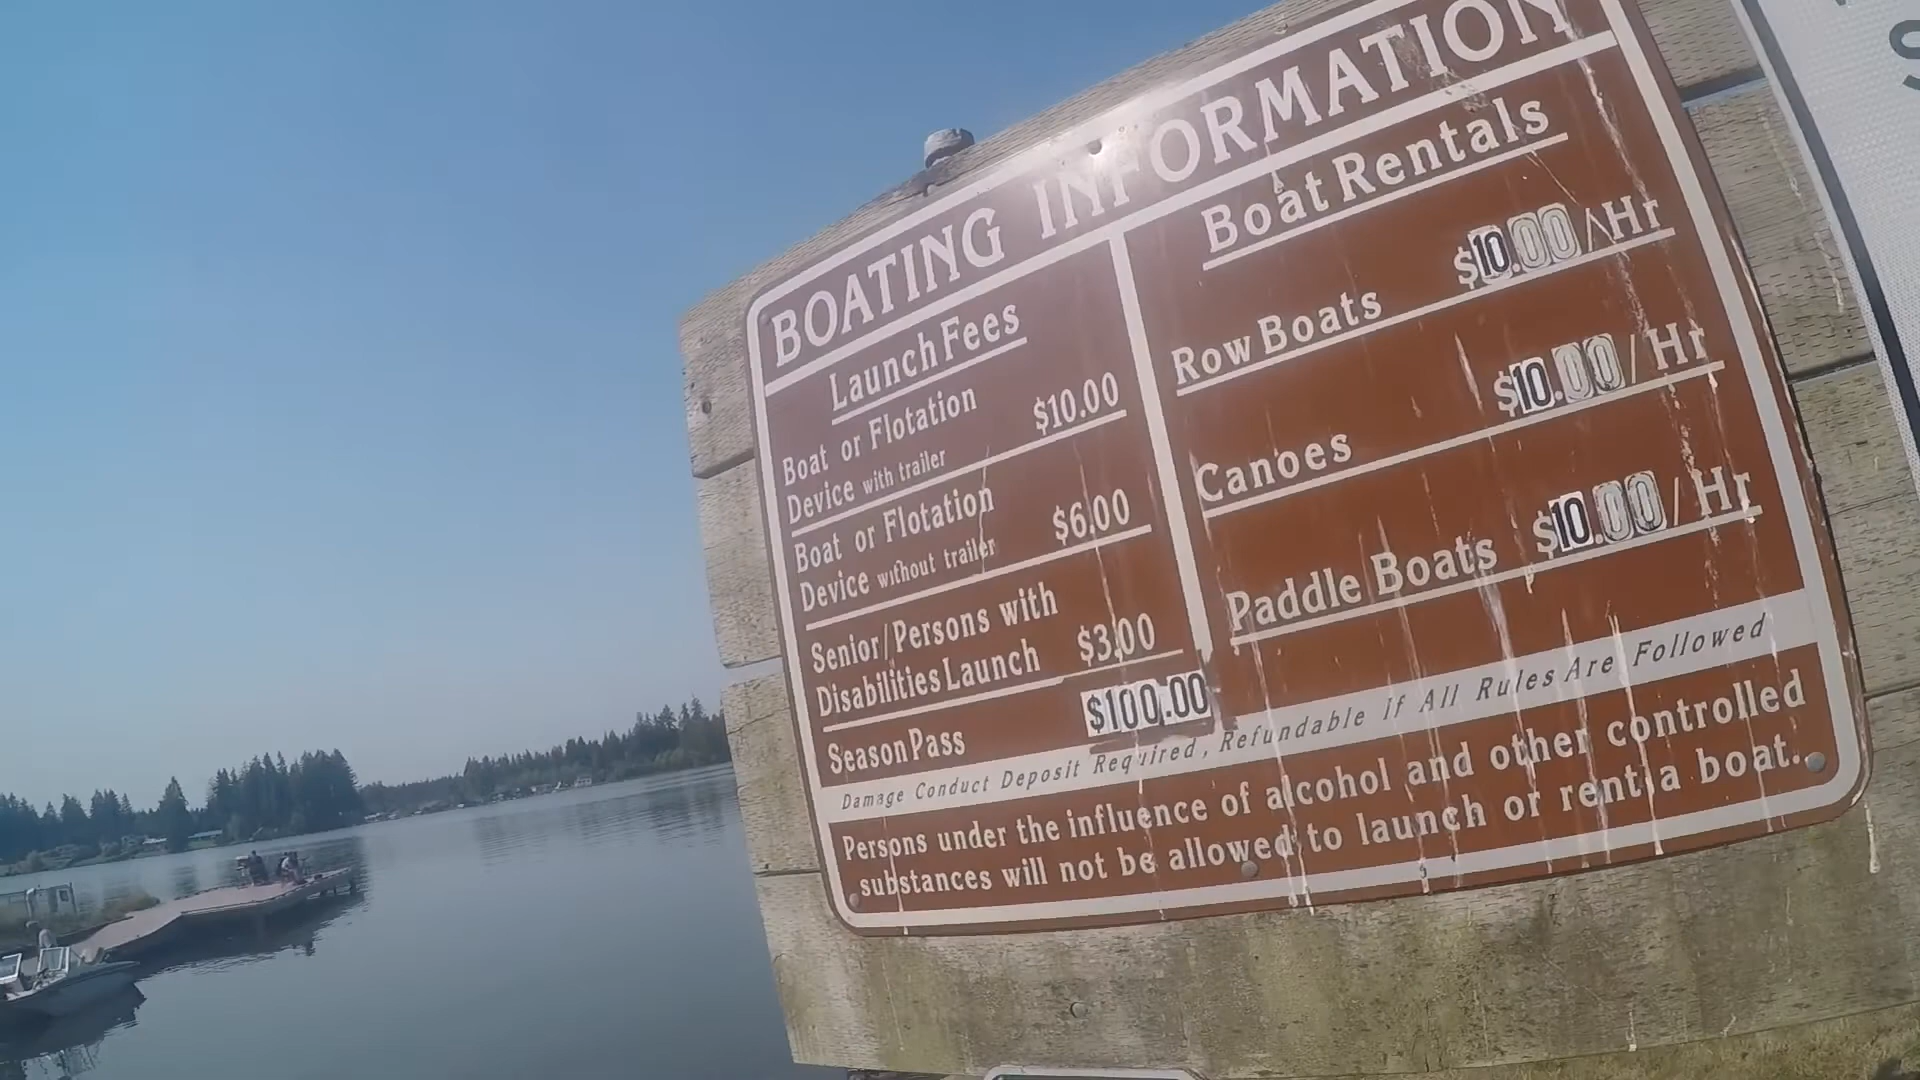 BOATING INFORMATION
Launch Fees
Boat or Flotation
Device with trailer $10.00
Boat or Flotation
Device without trailer $6.00
Senior/Persons with
Disabilities Launch $3.00
Season Pass $100.00
Boat Rentals
Row Boats $10.00/Hr
Canoes $10.00/Hr
Paddle Boats $10.00/Hr
Damage Conduct Deposit Required, Refundable If All Rules Are Followed
Persons under the influence of alcohol and other controlled
substances will not be allowed to launch or rent a boat.